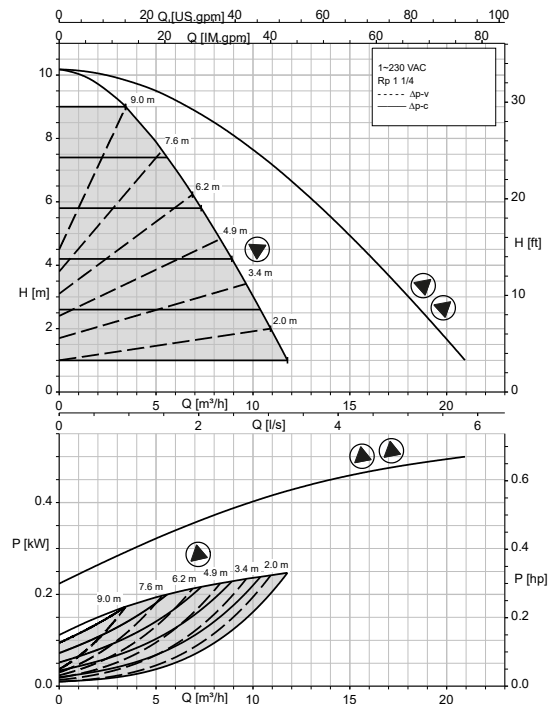 0 20 Q [US.gpm] 40 60 80
0 10 20 30 Q [IM.gpm] 40 50 60 70 80
1~230 VAC
Rp 1 1/4
----- Δp-v
——— Δp-c
10
8
6
4
H [m]
2
0
30
20
H [ft]
10
0
9.0 m
7.6 m
6.2 m
4.9 m
3.4 m
2.0 m
0 5 Q [m³/h] 10 15 20
0 2 Q [l/s] 4 6
0.4
P [kW]
0.2
0.0
0.6
0.4
P [hp]
0.2
0.0
9.0 m
7.6 m
6.2 m
4.9 m
3.4 m
2.0 m
0 5 Q [m³/h] 10 15 20